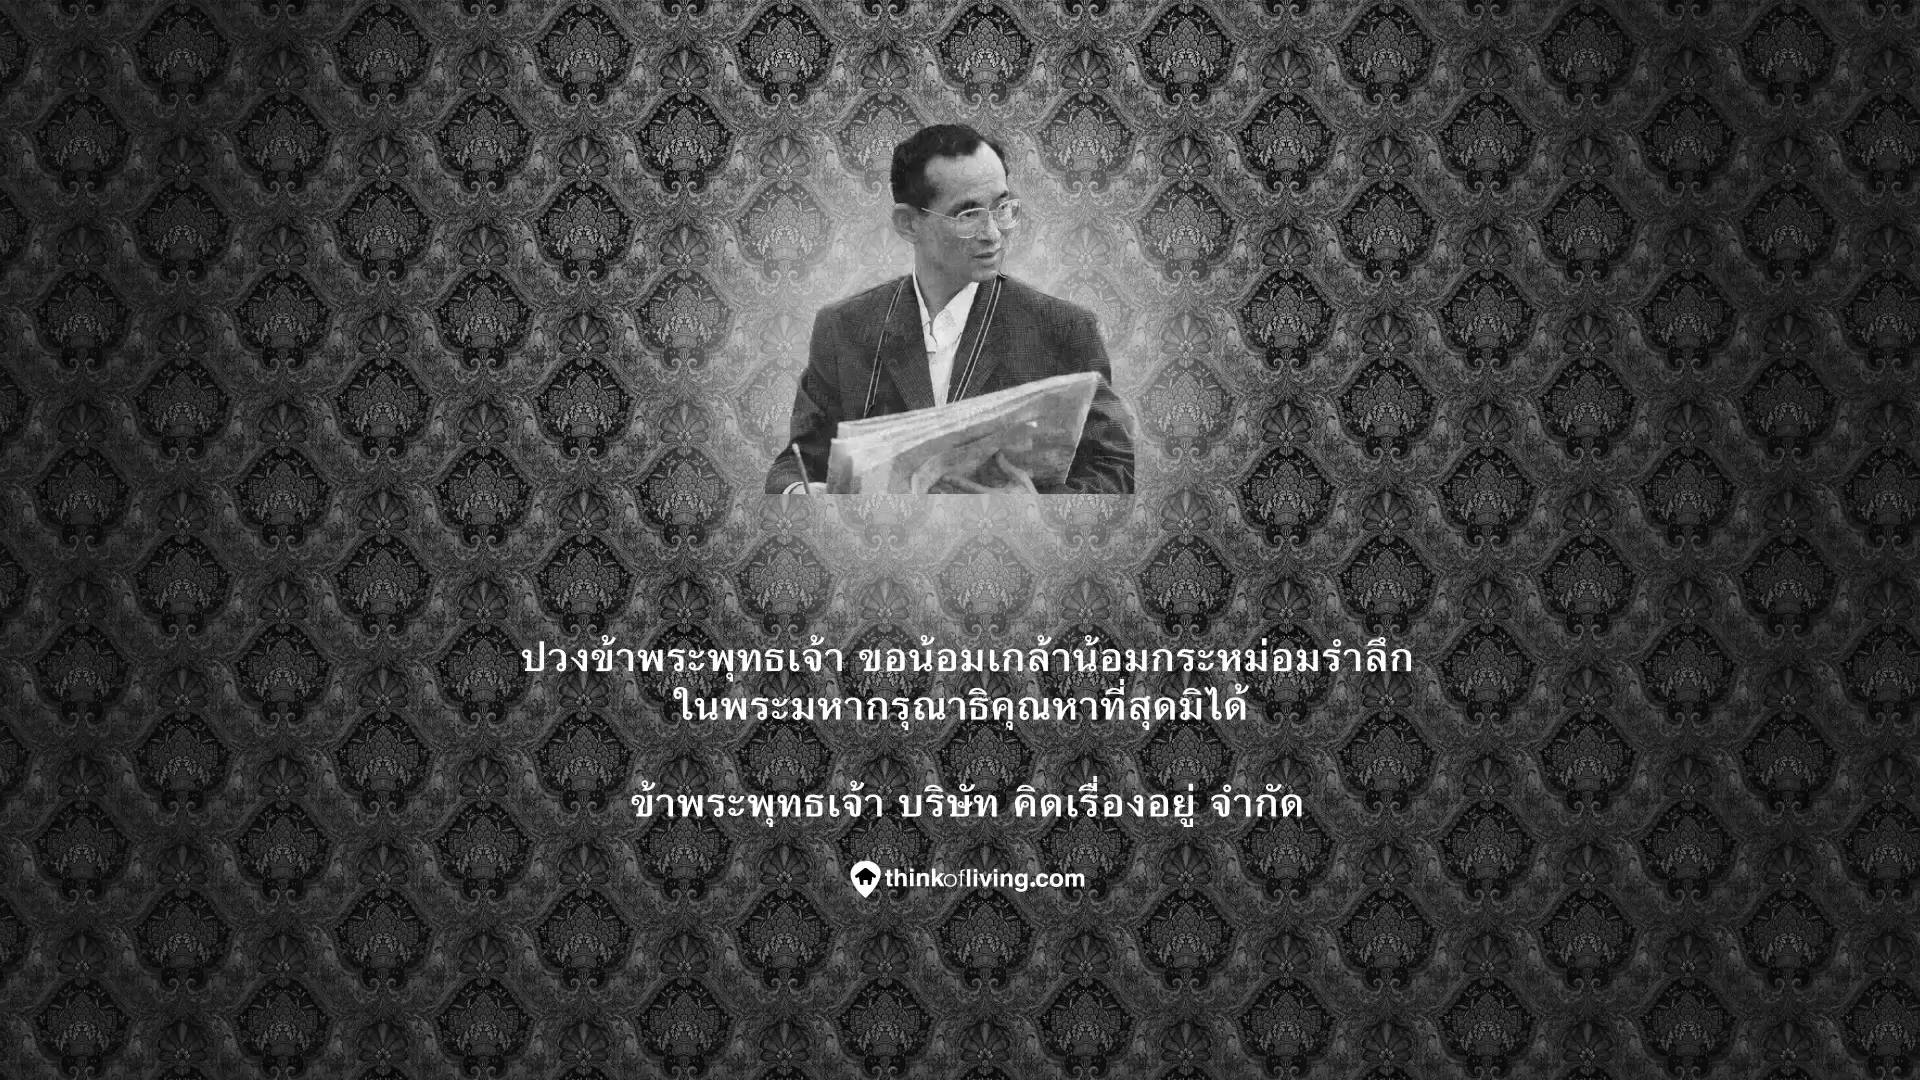 ปวงข้าพระพุทธเจ้า ขอน้อมเกล้าน้อมกระหม่อมรำลึก
ในพระมหากรุณาธิคุณหาที่สุดมิได้
ข้าพระพุทธเจ้า บริษัท คิดเรื่องอยู่ จำกัด
thinkofliving.com